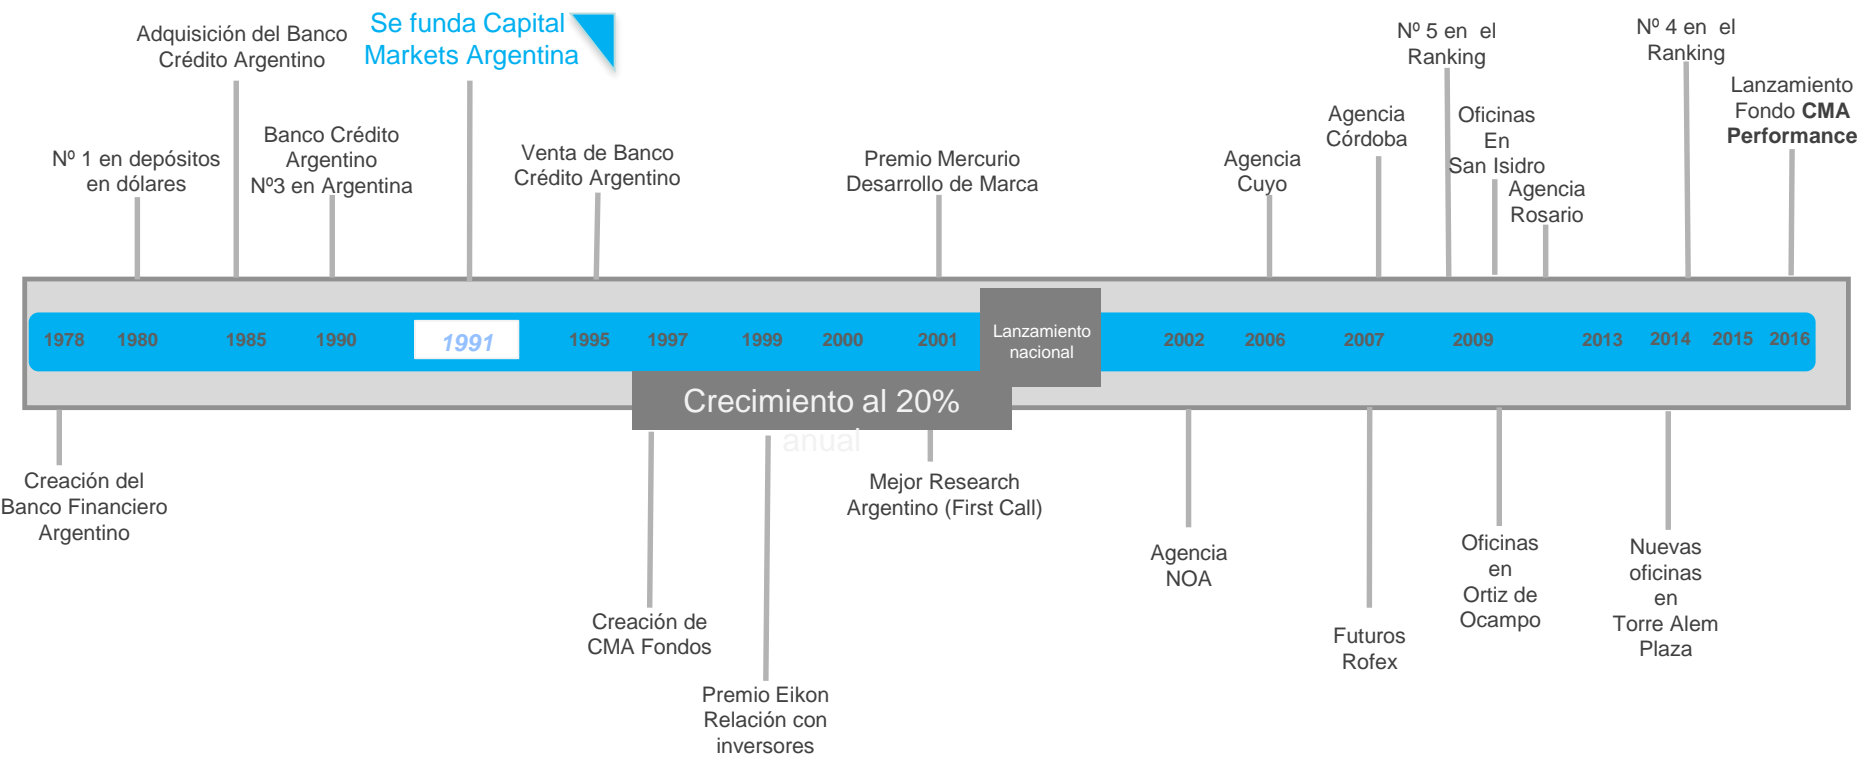 Se funda Capital
Markets Argentina
Adquisición del Banco
Crédito Argentino
Nº 5 en  el
Ranking
Nº 4 en  el
Ranking
Lanzamiento
Fondo CMA
Performance
Nº 1 en depósitos
en dólares
Banco Crédito
Argentino
Nº3 en Argentina
Venta de Banco
Crédito Argentino
Premio Mercurio
Desarrollo de Marca
Agencia
Cuyo
Agencia
Córdoba
Oficinas
En
San Isidro
Agencia
Rosario
1978
1980
1985
1990
1991
1995
1997
1999
2000
2001
Lanzamiento
nacional
2002
2006
2007
2009
2013
2014
2015
2016
Crecimiento al 20%
anual
Creación del
Banco Financiero
Argentino
Creación de
CMA Fondos
Premio Eikon
Relación con
inversores
Mejor Research
Argentino (First Call)
Agencia
NOA
Futuros
Rofex
Oficinas
en
Ortiz de
Ocampo
Nuevas
oficinas
en
Torre Alem
Plaza